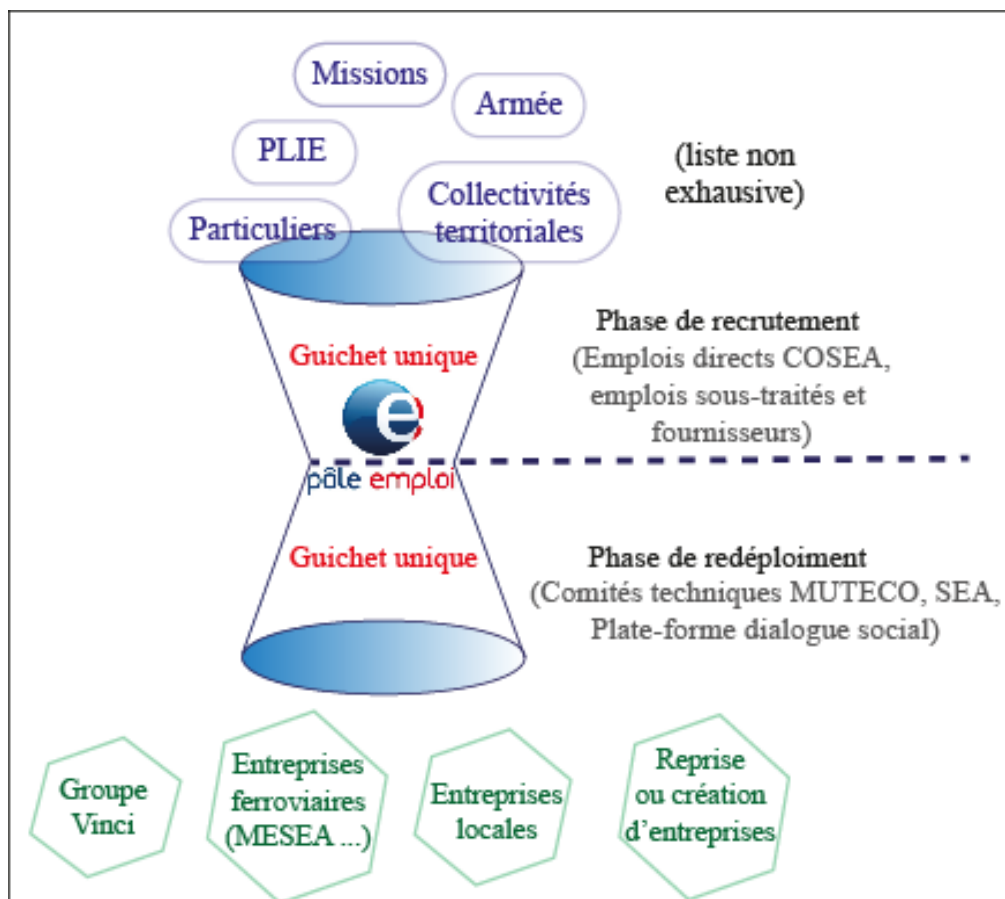 Missions
Armée
PLIE
(liste non
exhausive)
Collectivités
territoriales
Particuliers
Guichet unique
Phase de recrutement
(Emplois directs COSEA,
emplois sous-traités et
fournisseurs)
e
pôle emploi
Guichet unique
Phase de redéploiment
(Comités techniques MUTECO, SEA,
Plate-forme dialogue social)
Groupe
Vinci
Entreprises
ferroviaires
(MESEA ...)
Entreprises
locales
Reprise
ou création
d'entreprises